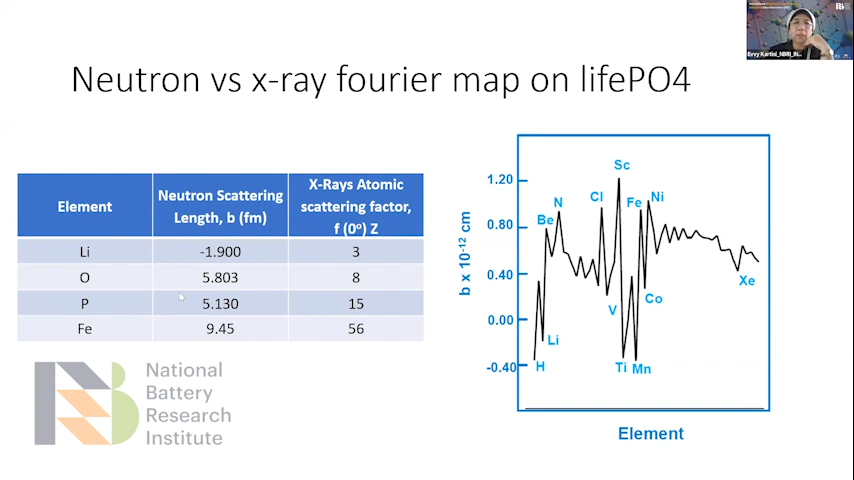 Neutron vs x-ray fourier map on lifePO4
Evvy Kartini_NBRI_IN...
Element
Neutron Scattering
Length, b (fm)
X-Rays Atomic
scattering factor,
f (0°) Z
Li -1.900 3
O 5.803 8
P 5.130 15
Fe 9.45 56
National
Battery
Research
Institute
b x 10⁻¹² cm
1.20
0.80
0.40
0.00
-0.40
Sc
N
Cl
Fe
Ni
Be
V
Co
Xe
Li
H
Ti
Mn
Element